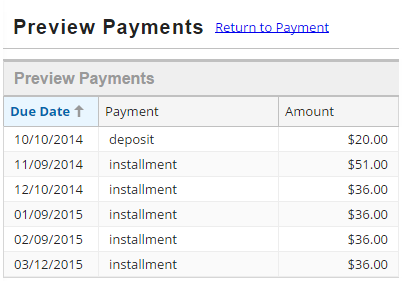 Preview Payments Return to Payment
Preview Payments
Due Date Payment Amount
10/10/2014 deposit $20.00
11/09/2014 installment $51.00
12/10/2014 installment $36.00
01/09/2015 installment $36.00
02/09/2015 installment $36.00
03/12/2015 installment $36.00